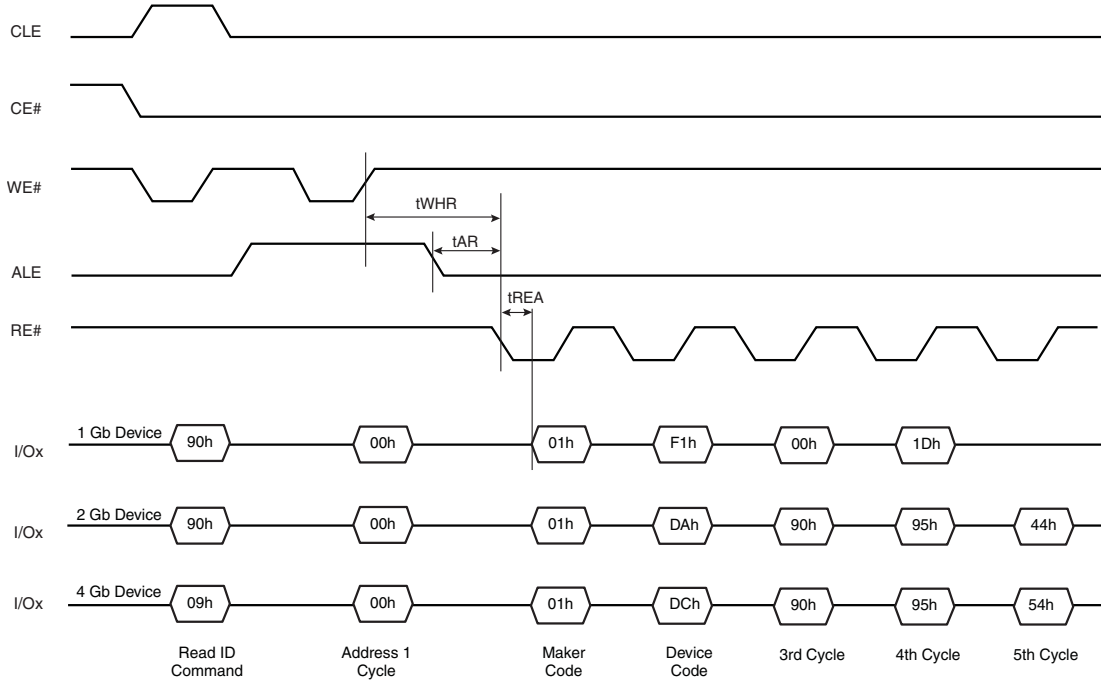 CLE
CE#
WE#
tWHR
tAR
ALE
tREA
RE#
1 Gb Device
I/Ox 90h 00h 01h F1h 00h 1Dh
2 Gb Device
I/Ox 90h 00h 01h DAh 90h 95h 44h
4 Gb Device
I/Ox 09h 00h 01h DCh 90h 95h 54h
Read ID
Command
Address 1
Cycle
Maker
Code
Device
Code
3rd Cycle
4th Cycle
5th Cycle